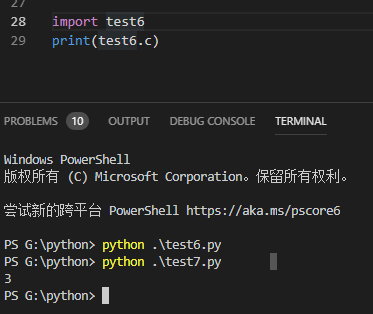 27
28 import test6
29 print(test6.c)
PROBLEMS 10 OUTPUT DEBUG CONSOLE TERMINAL
Windows PowerShell
版权所有 (C) Microsoft Corporation。保留所有权利。
尝试新的跨平台 PowerShell https://aka.ms/pscore6
PS G:\python> python .\test6.py
PS G:\python> python .\test7.py
3
PS G:\python>